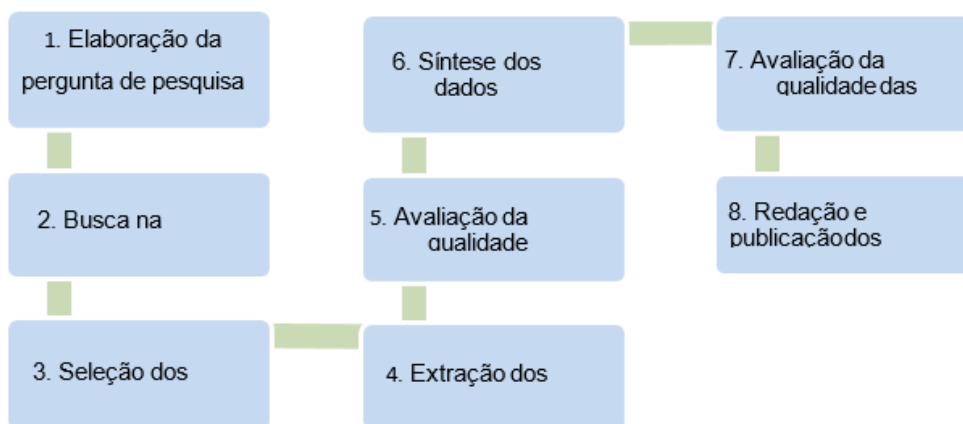 1. Elaboração da
pergunta de pesquisa
2. Busca na
3. Seleção dos
4. Extração dos
5. Avaliação da
qualidade
6. Síntese dos
dados
7. Avaliação da
qualidade das
8. Redação e
publicaçãodos